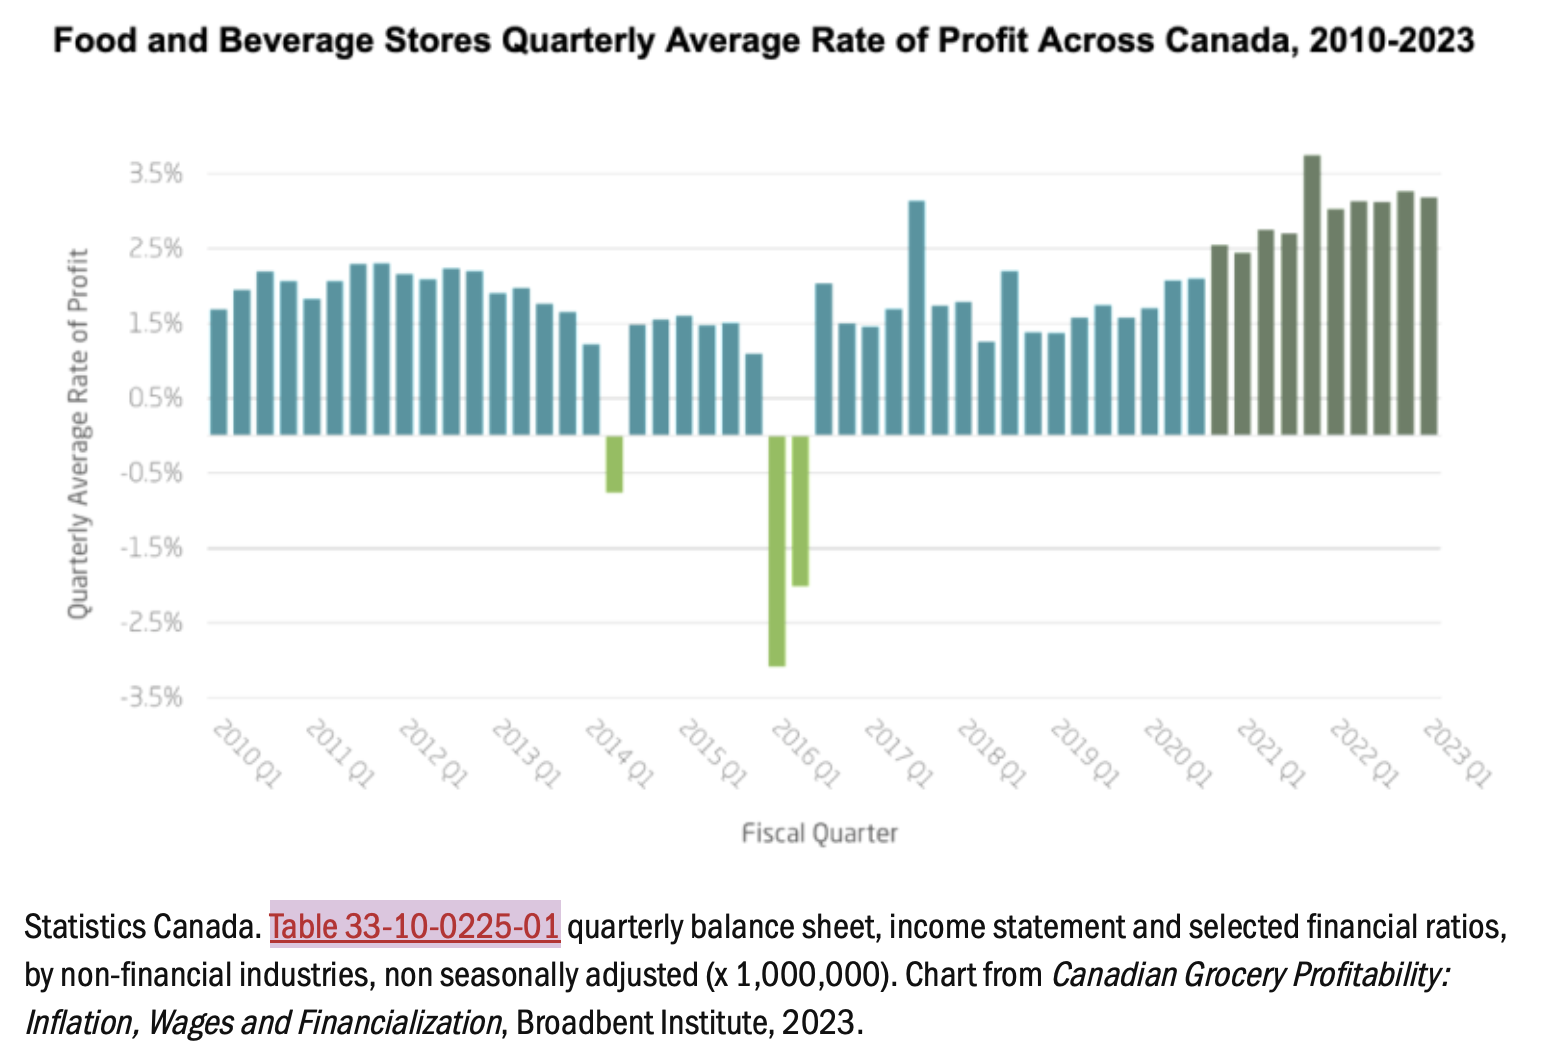 Food and Beverage Stores Quarterly Average Rate of Profit Across Canada, 2010-2023
Quarterly Average Rate of Profit
3.5%
2.5%
1.5%
0.5%
-0.5%
-1.5%
-2.5%
-3.5%
2010 Q1
2011 Q1
2012 Q1
2013 Q1
2014 Q1
2015 Q1
2016 Q1
2017 Q1
2018 Q1
2019 Q1
2020 Q1
2021 Q1
2022 Q1
2023 Q1
Fiscal Quarter
Statistics Canada. Table 33-10-0225-01 quarterly balance sheet, income statement and selected financial ratios,
by non-financial industries, non seasonally adjusted (x 1,000,000). Chart from Canadian Grocery Profitability:
Inflation, Wages and Financialization, Broadbent Institute, 2023.